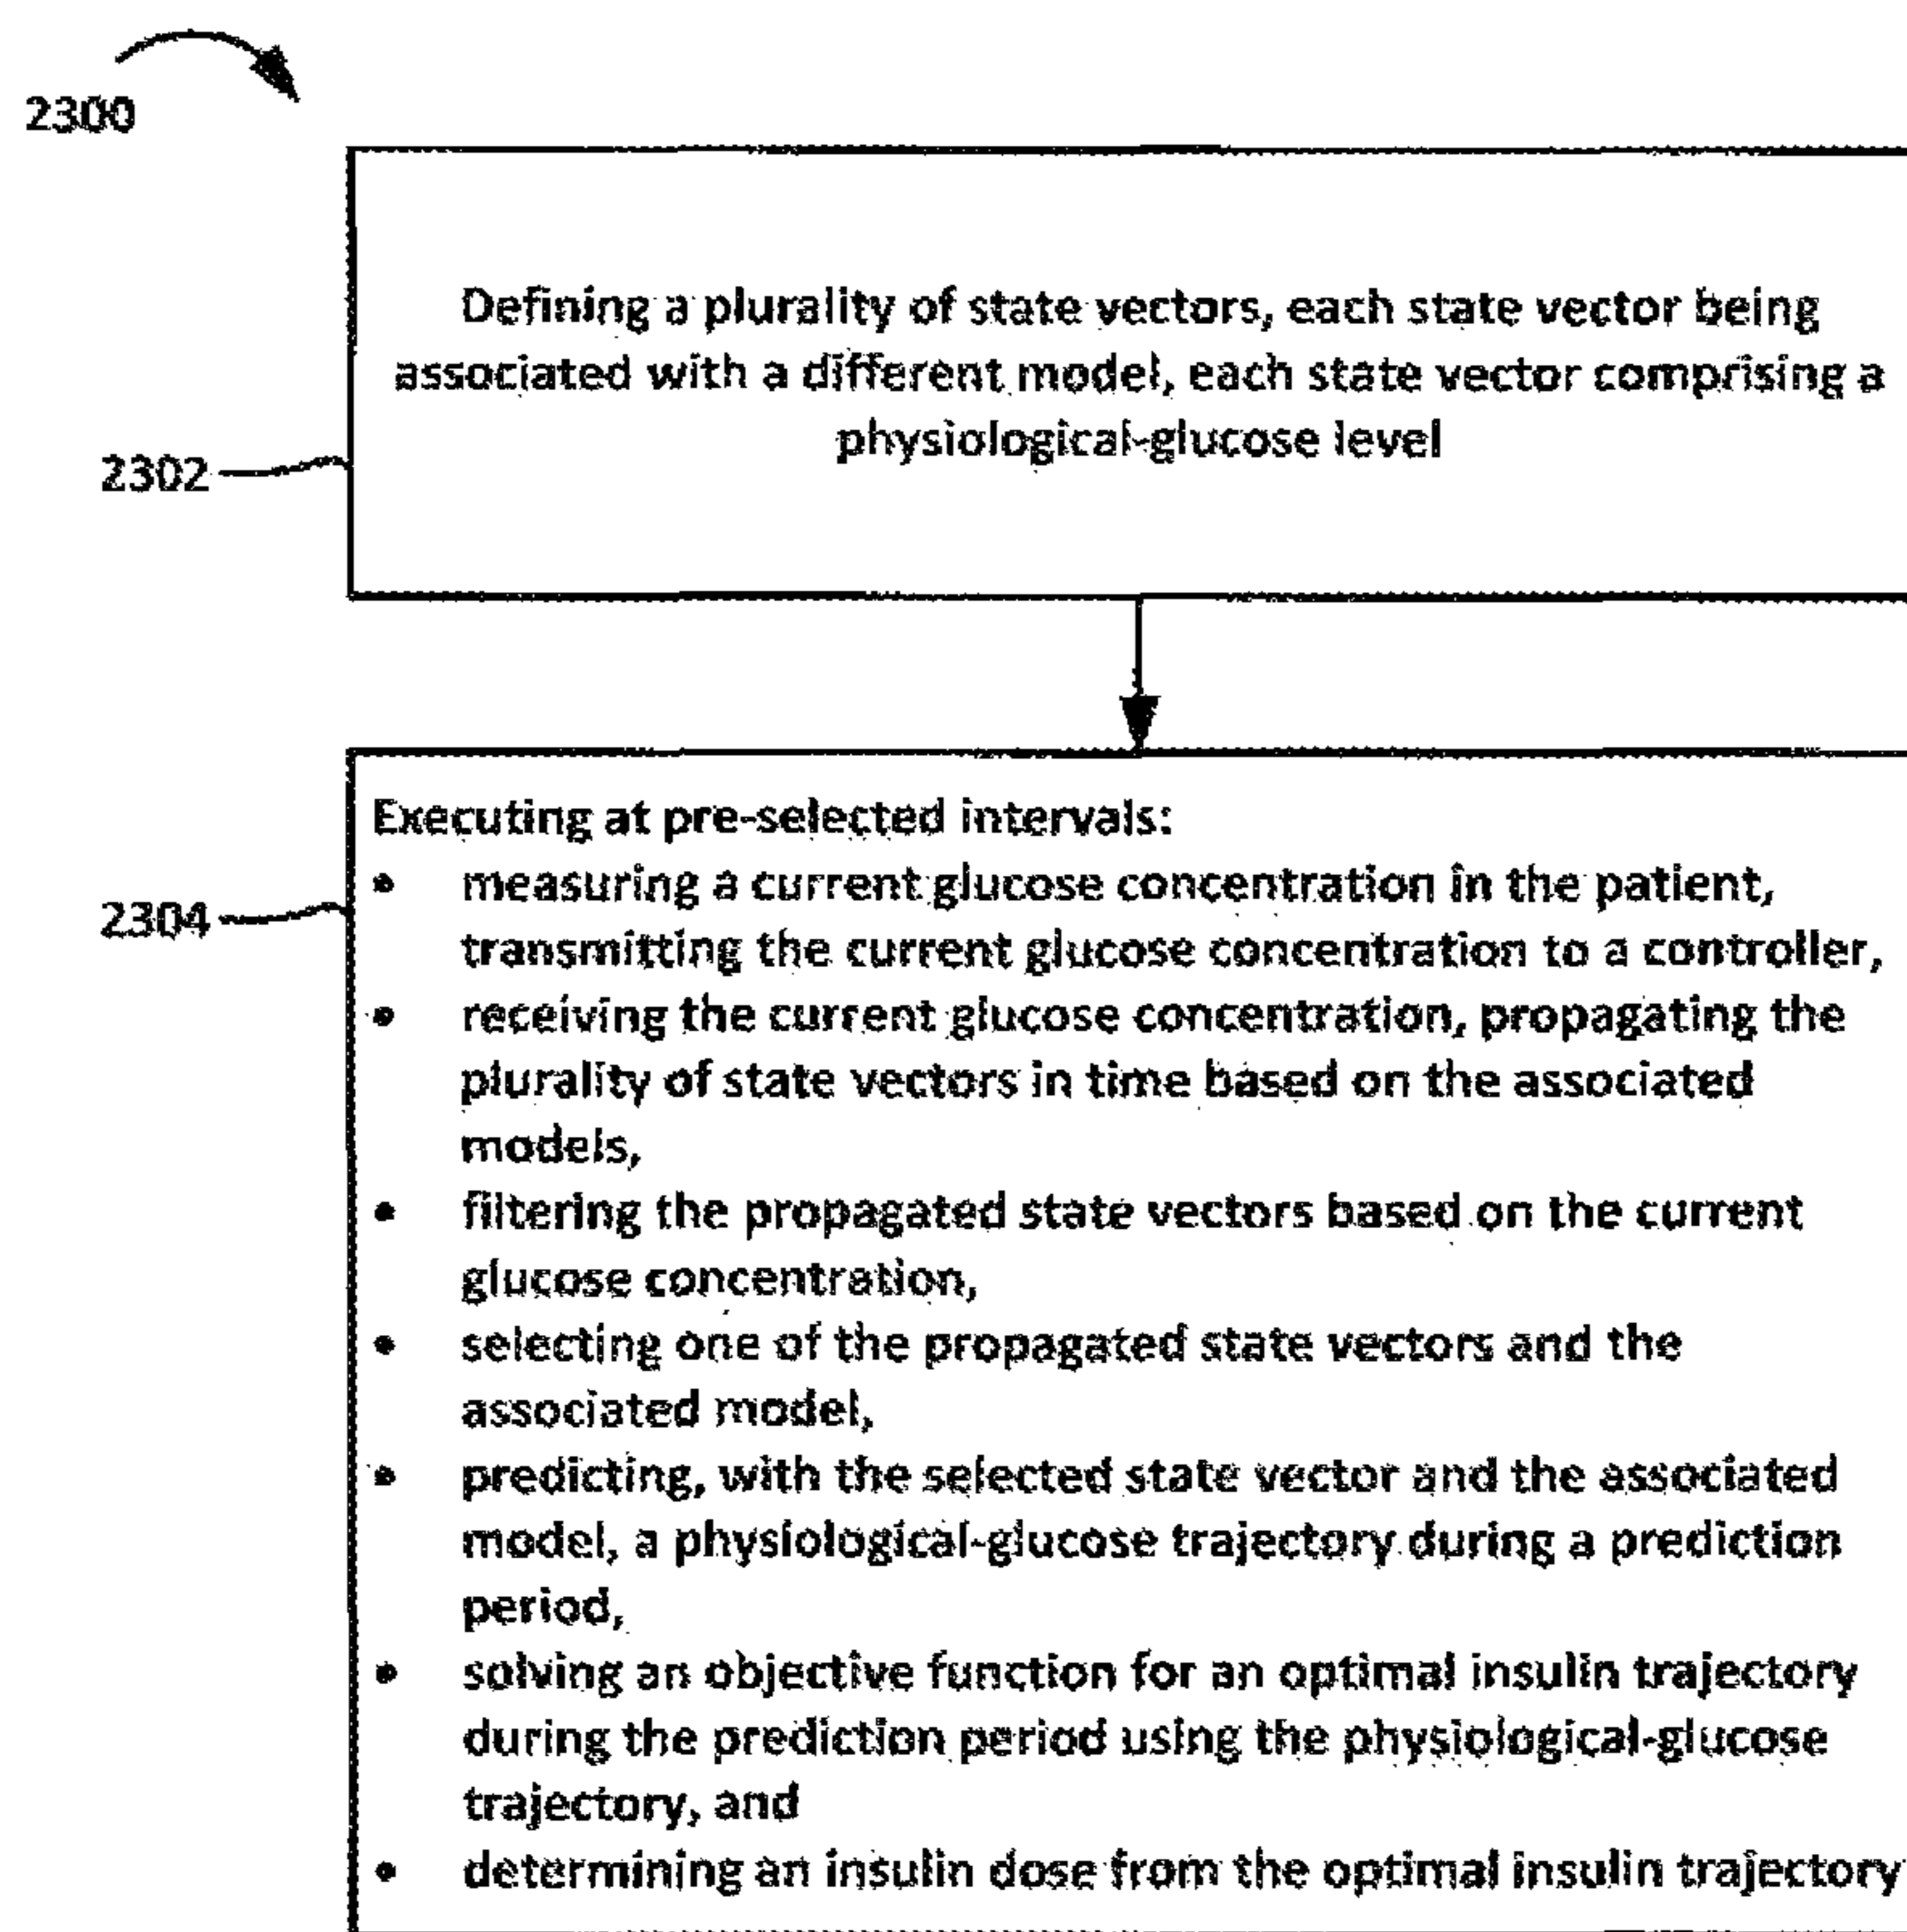 2300
Defining a plurality of state vectors, each state vector being
associated with a different model, each state vector comprising a
physiological-glucose level
2302
Executing at pre-selected intervals:
• measuring a current glucose concentration in the patient,
2304
transmitting the current glucose concentration to a controller,
• receiving the current glucose concentration, propagating the
plurality of state vectors in time based on the associated
models,
• filtering the propagated state vectors based on the current
glucose concentration,
• selecting one of the propagated state vectors and the
associated model,
• predicting, with the selected state vector and the associated
model, a physiological-glucose trajectory during a prediction
period,
• solving an objective function for an optimal insulin trajectory
during the prediction period using the physiological-glucose
trajectory, and
• determining an insulin dose from the optimal insulin trajectory